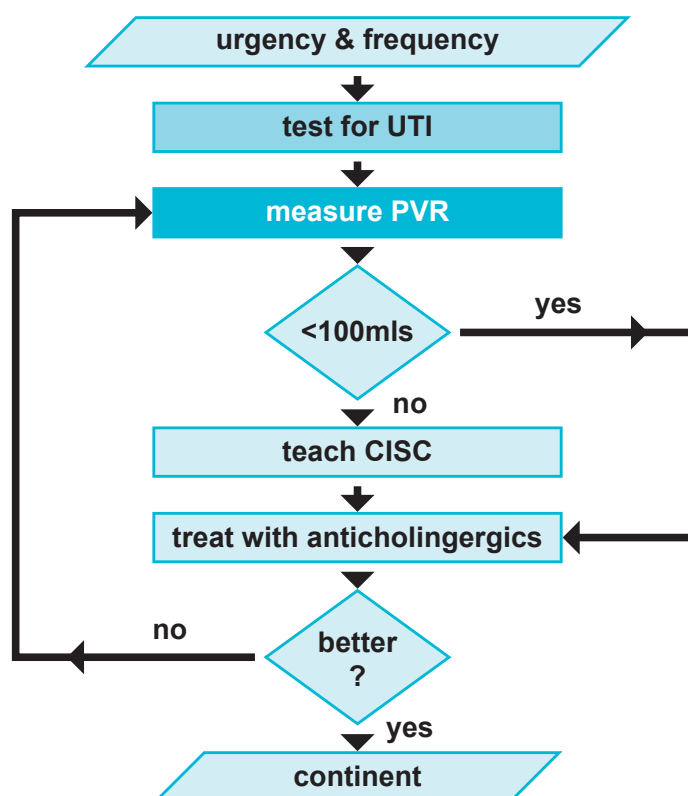 urgency & frequency
test for UTI
measure PVR
<100mls
yes
no
teach CISC
treat with anticholingergics
no
better
?
yes
continent